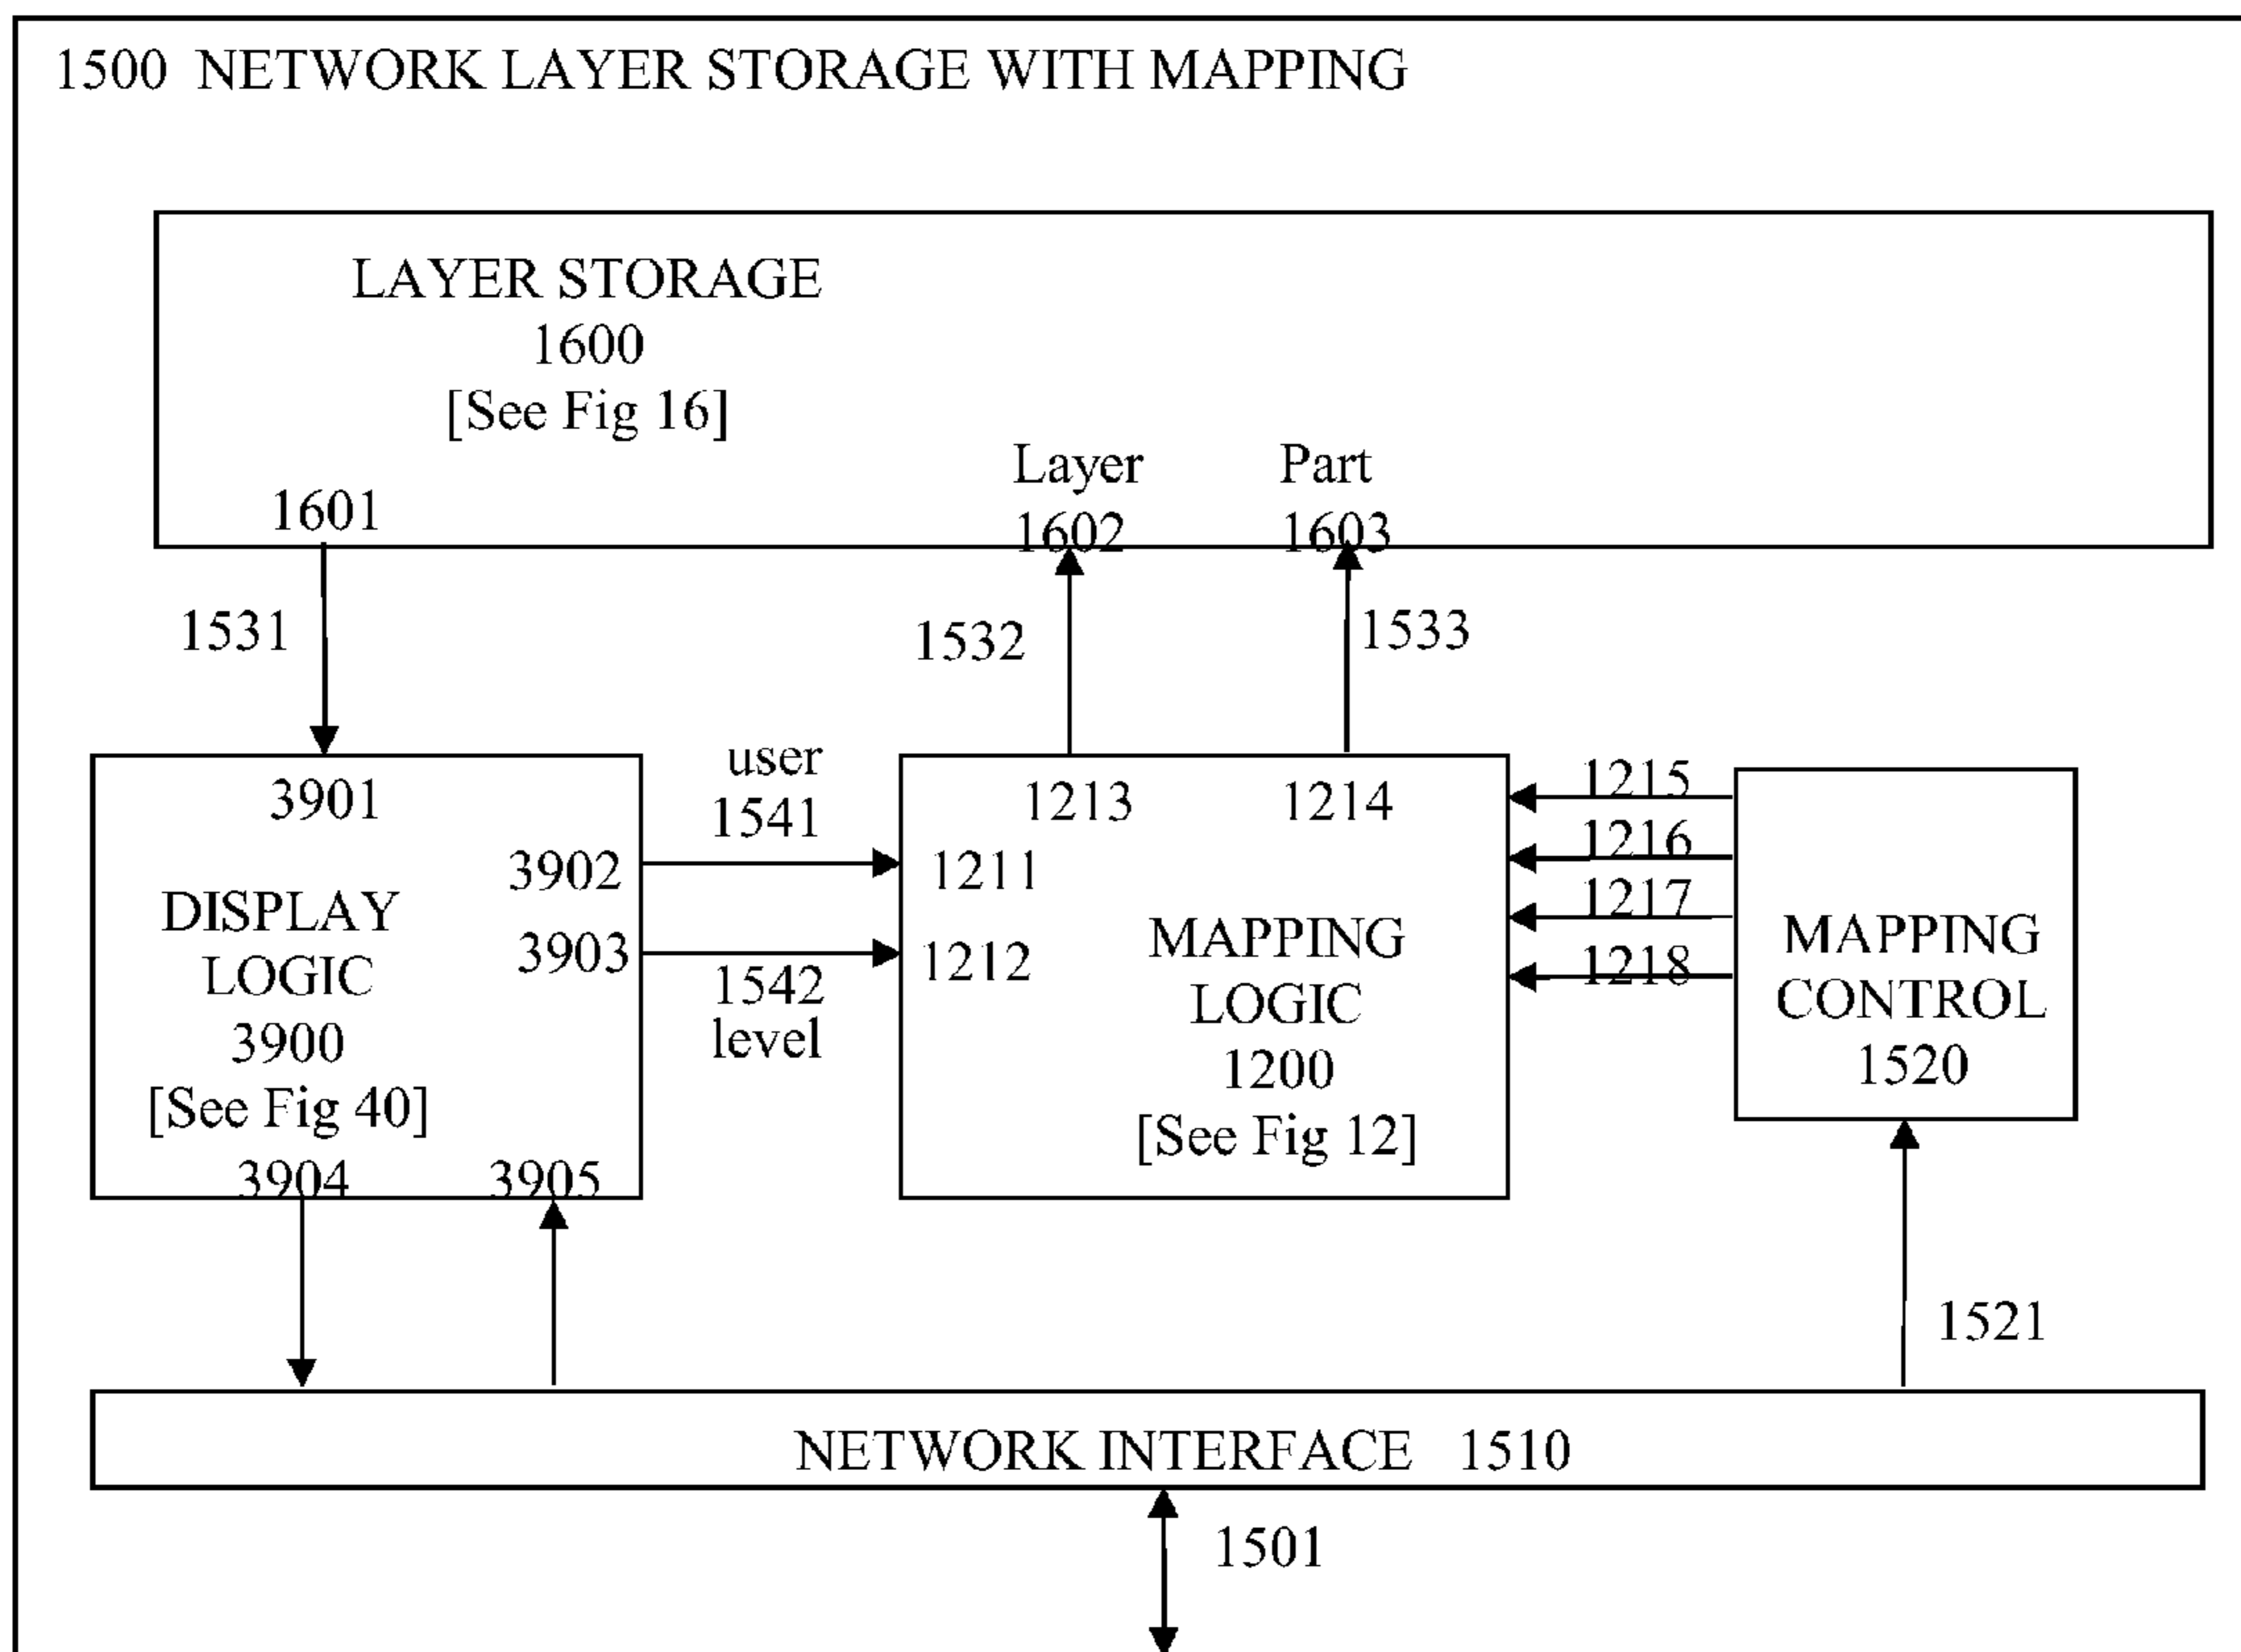 1500 NETWORK LAYER STORAGE WITH MAPPING
LAYER STORAGE
1600
[See Fig 16]
Layer
Part
1601
1602
1603
1531
1532
1533
3901
user
1541
3902
3903
DISPLAY
LOGIC
3900
[See Fig 40]
3904
3905
1542
level
1213
1214
1211
1212
MAPPING
LOGIC
1200
[See Fig 12]
1215
1216
1217
1218
MAPPING
CONTROL
1520
1521
NETWORK INTERFACE 1510
1501